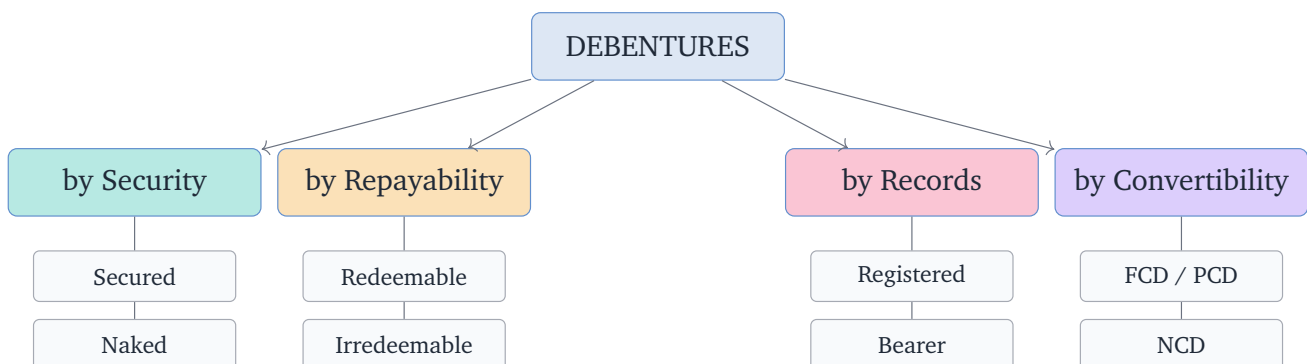 DEBENTURES
by Security
by Repayability
by Records
by Convertibility
Secured
Redeemable
Registered
FCD / PCD
Naked
Irredeemable
Bearer
NCD